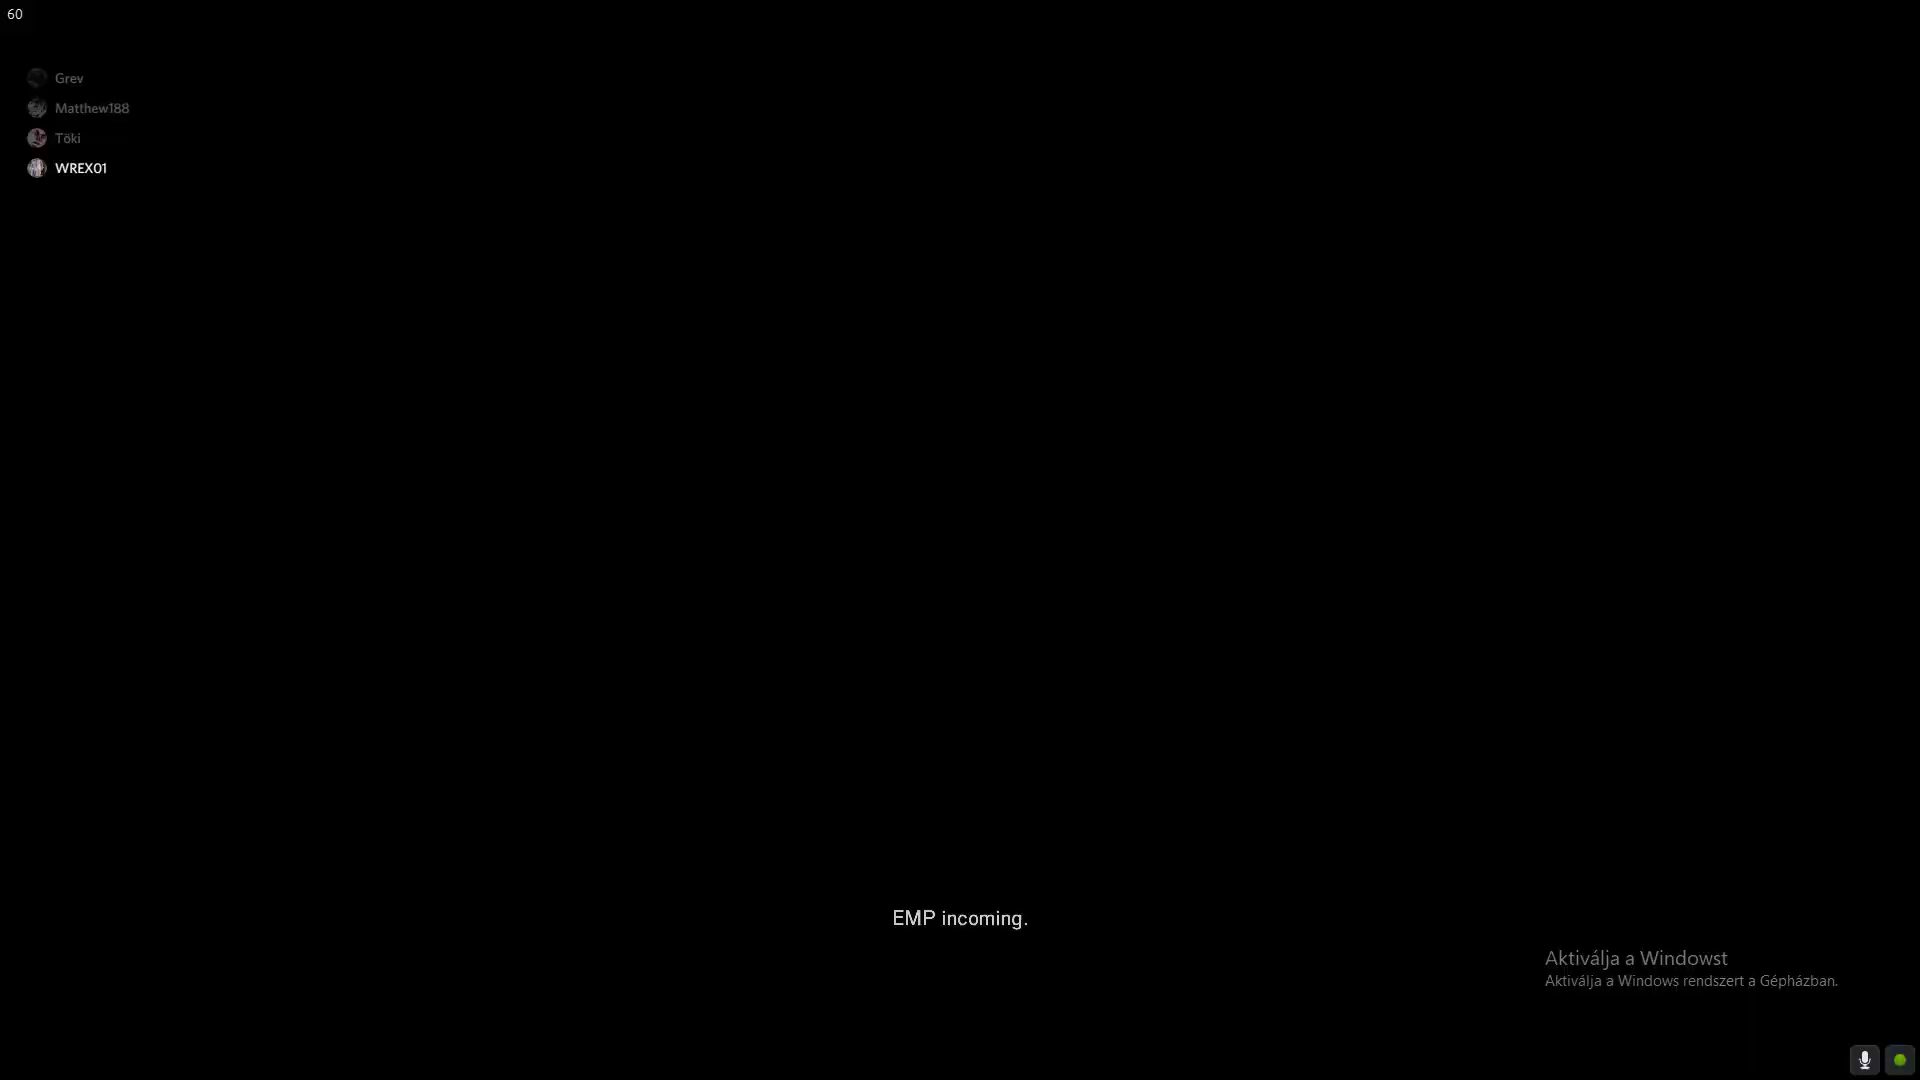 60
Grev
Matthew188
Töki
WREX01
EMP incoming.
Aktiválja a Windowst
Aktiválja a Windows rendszert a Gépházban.